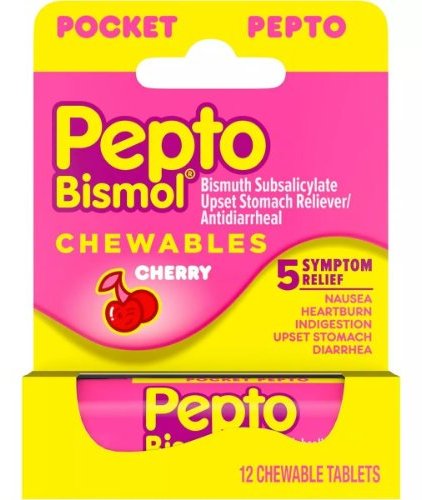 POCKET PEPTO
Pepto
Bismol®
Bismuth Subsalicylate
Upset Stomach Reliever/
Antidiarrheal
CHEWABLES
CHERRY
5 SYMPTOM
RELIEF
NAUSEA
HEARTBURN
INDIGESTION
UPSET STOMACH
DIARRHEA
POCKET PEPTO
Pepto
12 CHEWABLE TABLETS